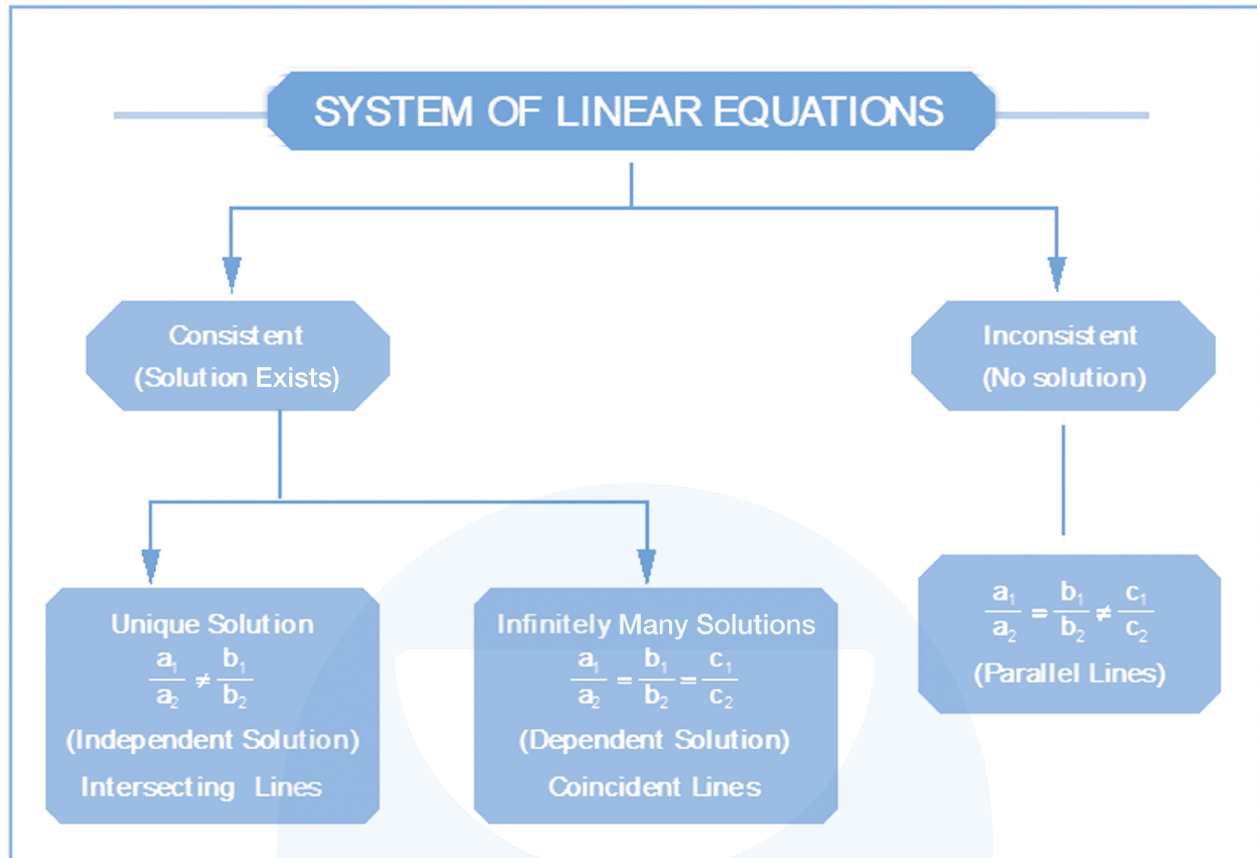 SYSTEM OF LINEAR EQUATIONS
Consistent
(Solution Exists)
Inconsistent
(No solution)
Unique Solution
a₁/a₂ ≠ b₁/b₂
(Independent Solution)
Intersecting Lines
Infinitely Many Solutions
a₁/a₂ = b₁/b₂ = c₁/c₂
(Dependent Solution)
Coincident Lines
a₁/a₂ = b₁/b₂ ≠ c₁/c₂
(Parallel Lines)